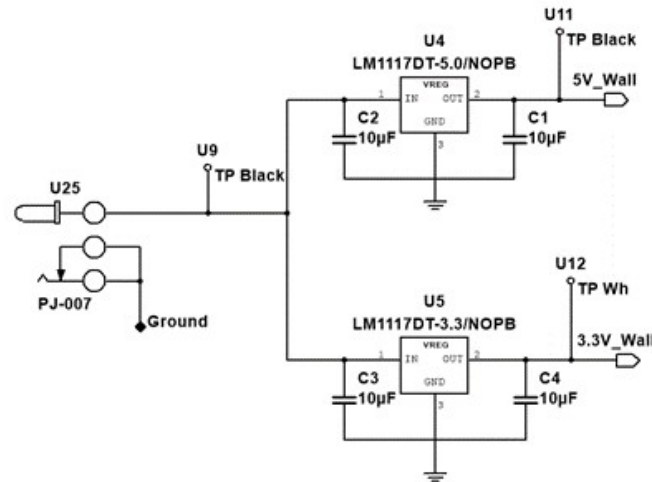 U11
TP Black
5V_Wall
U4
LM1117DT-5.0/NOPB
VREG
1
IN
OUT
2
GND
3
C2
10µF
C1
10µF
U9
TP Black
U25
PJ-007
Ground
U12
TP Wh
3.3V_Wall
U5
LM1117DT-3.3/NOPB
VREG
1
IN
OUT
2
GND
3
C3
10µF
C4
10µF